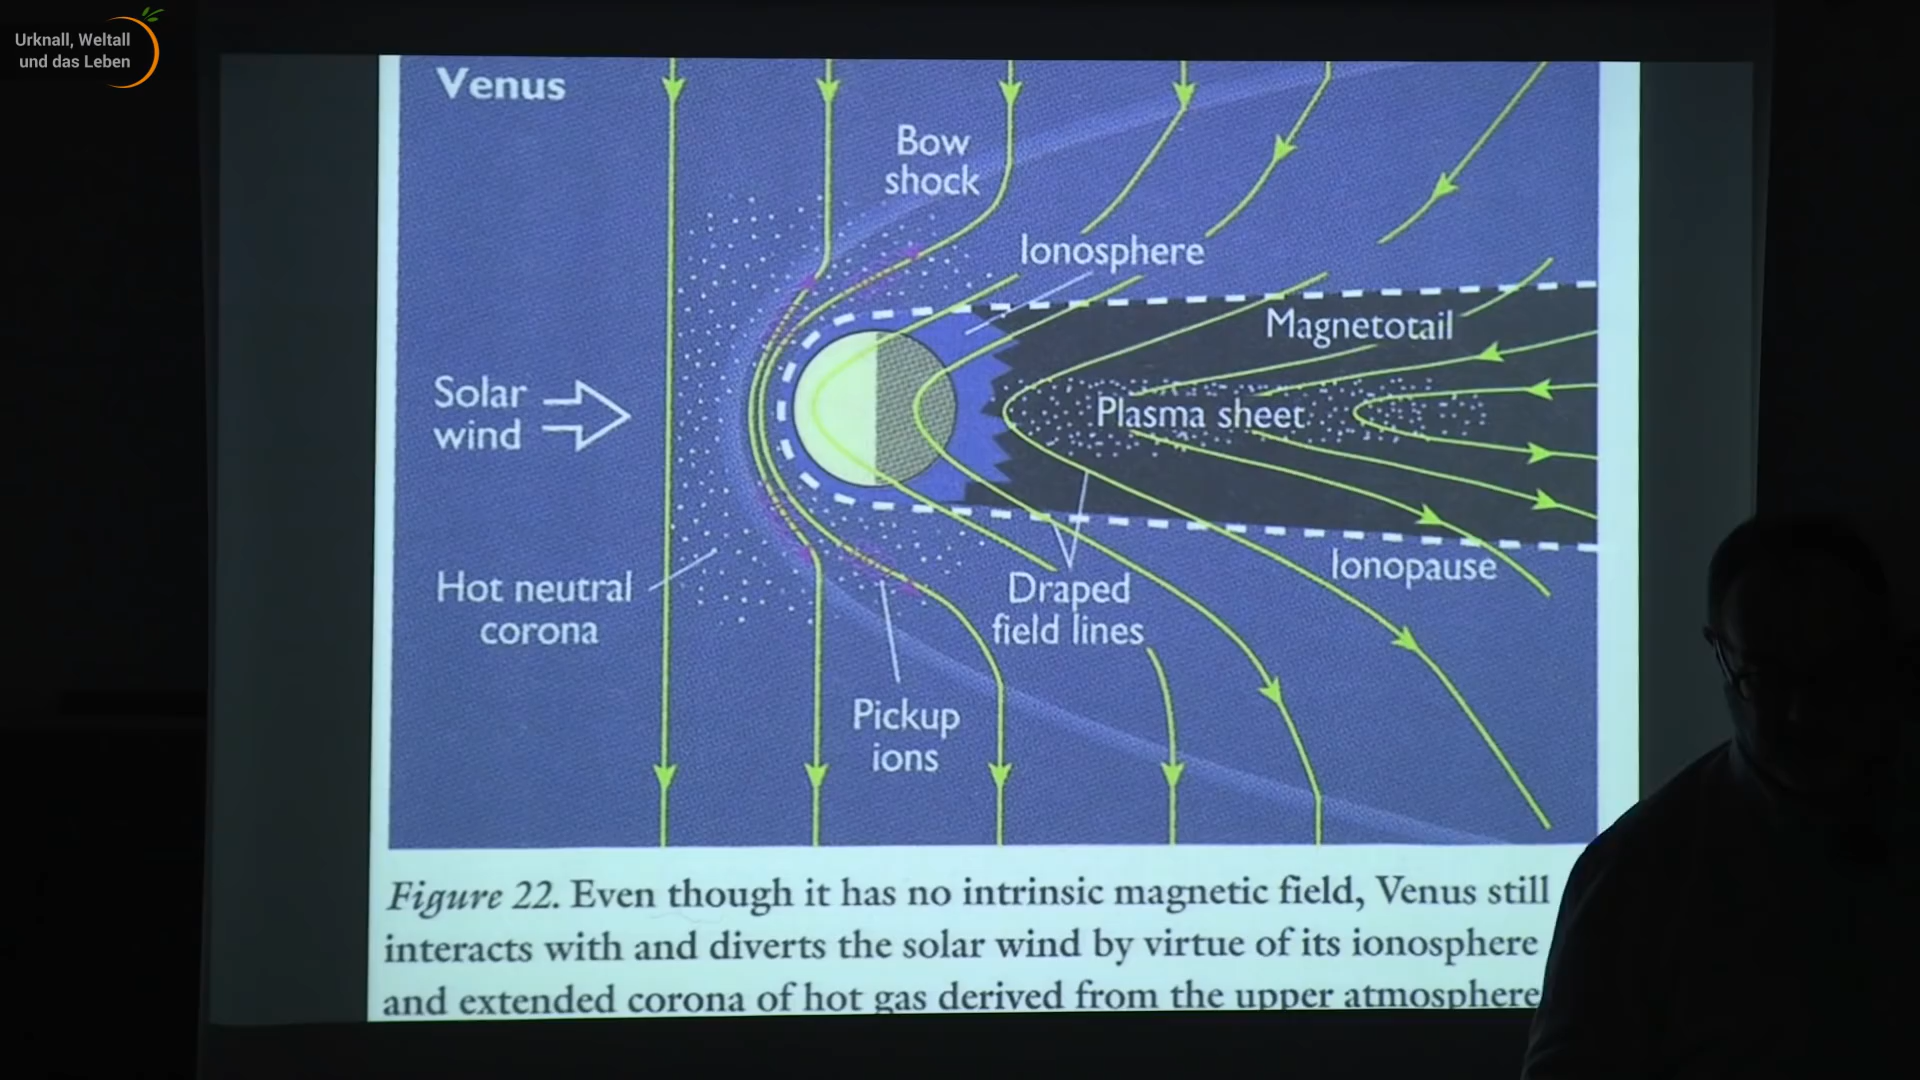 Urknall, Weltall
und das Leben
Venus
Bow
shock
Ionosphere
Magnetotail
Solar
wind
Plasma sheet
Hot neutral
corona
Draped
field lines
Ionopause
Pickup
ions
Figure 22. Even though it has no intrinsic magnetic field, Venus still
interacts with and diverts the solar wind by virtue of its ionosphere
and extended corona of hot gas derived from the upper atmosphere